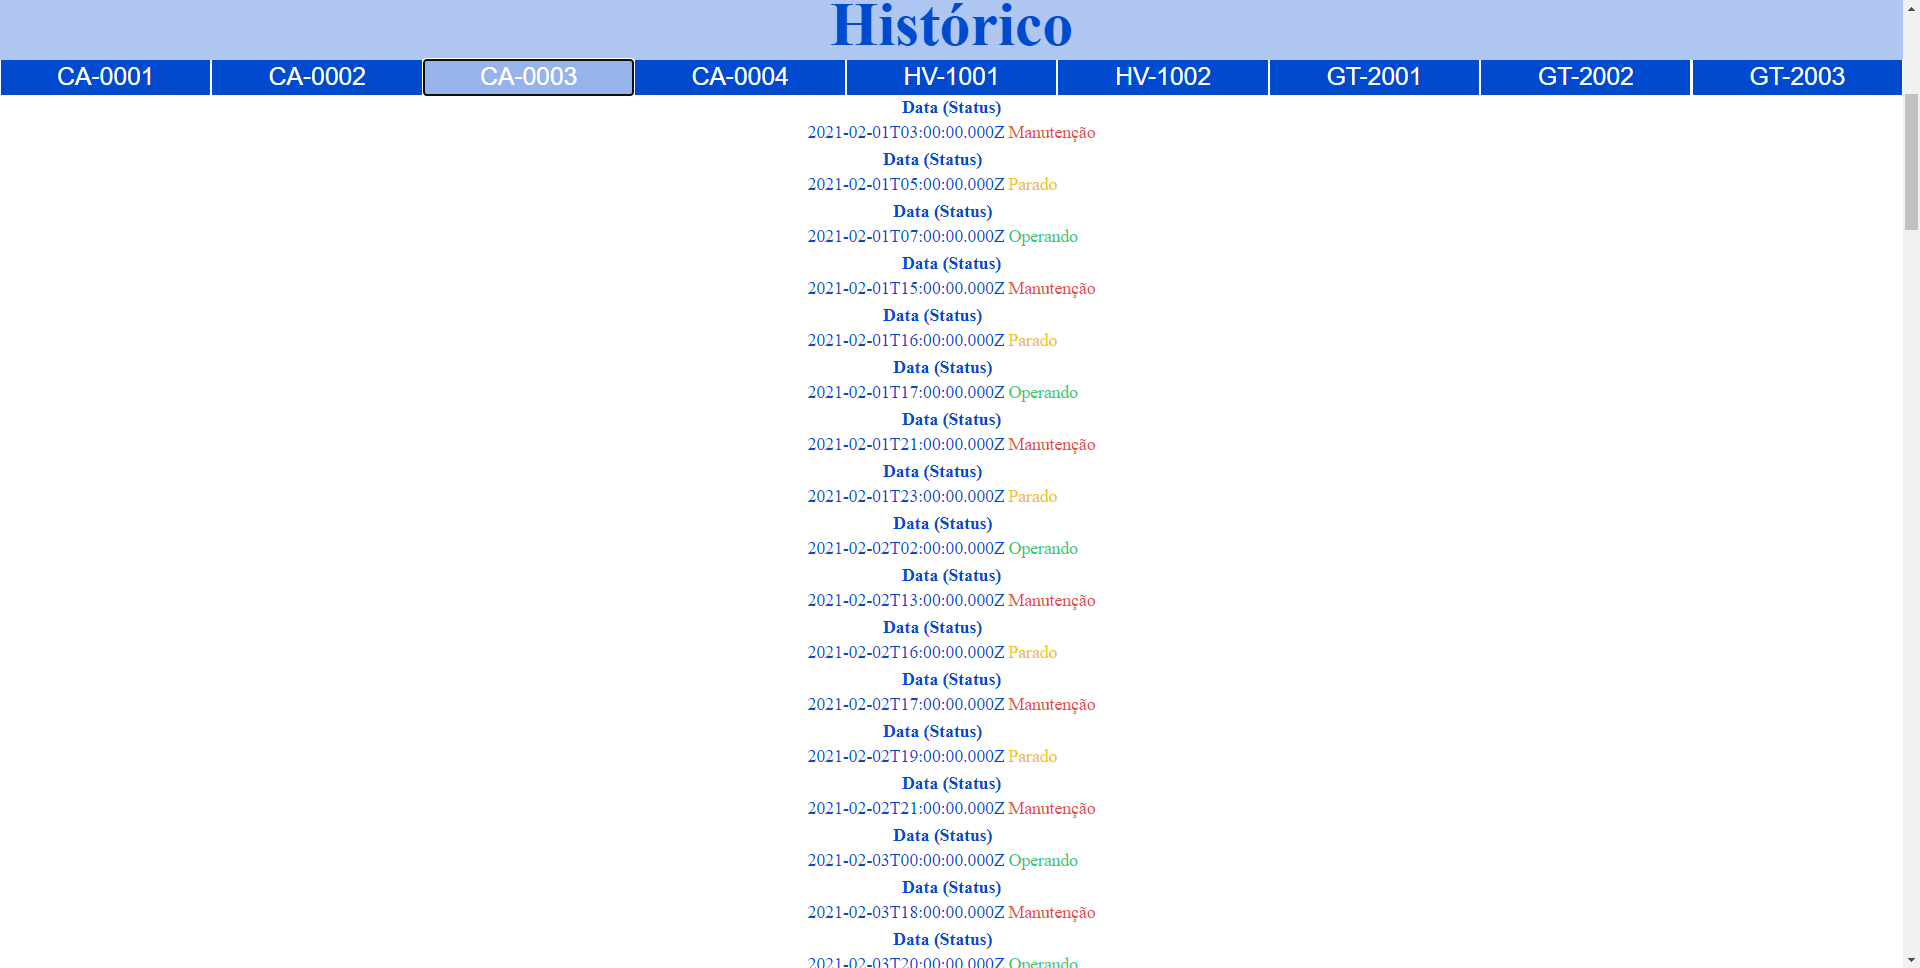 Histórico
CA-0001 CA-0002 CA-0003 CA-0004 HV-1001 HV-1002 GT-2001 GT-2002 GT-2003
Data (Status)
2021-02-01T03:00:00.000Z Manutenção
Data (Status)
2021-02-01T05:00:00.000Z Parado
Data (Status)
2021-02-01T07:00:00.000Z Operando
Data (Status)
2021-02-01T15:00:00.000Z Manutenção
Data (Status)
2021-02-01T16:00:00.000Z Parado
Data (Status)
2021-02-01T17:00:00.000Z Operando
Data (Status)
2021-02-01T21:00:00.000Z Manutenção
Data (Status)
2021-02-01T23:00:00.000Z Parado
Data (Status)
2021-02-02T02:00:00.000Z Operando
Data (Status)
2021-02-02T13:00:00.000Z Manutenção
Data (Status)
2021-02-02T16:00:00.000Z Parado
Data (Status)
2021-02-02T17:00:00.000Z Manutenção
Data (Status)
2021-02-02T19:00:00.000Z Parado
Data (Status)
2021-02-02T21:00:00.000Z Manutenção
Data (Status)
2021-02-03T00:00:00.000Z Operando
Data (Status)
2021-02-03T18:00:00.000Z Manutenção
Data (Status)
2021-02-03T20:00:00.000Z Operando